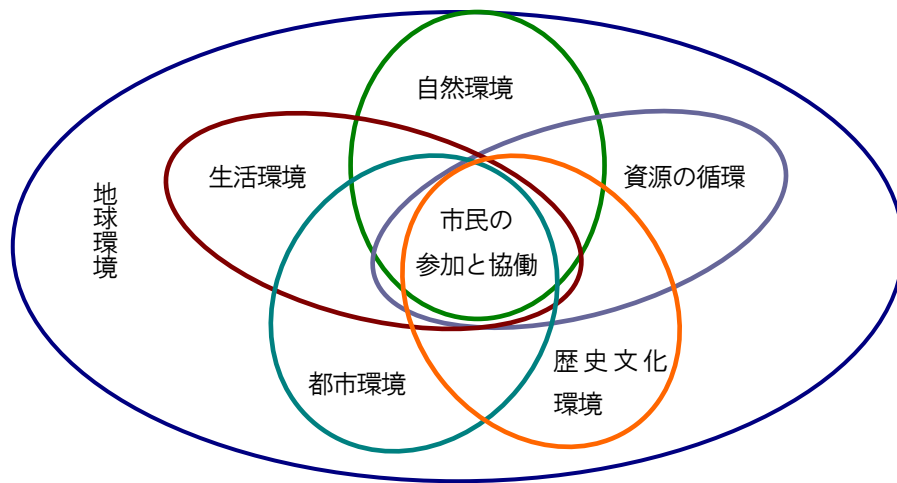 自然環境
生活環境
資源の循環
地球環境
市民の
参加と協働
都市環境
歴史文化
環境